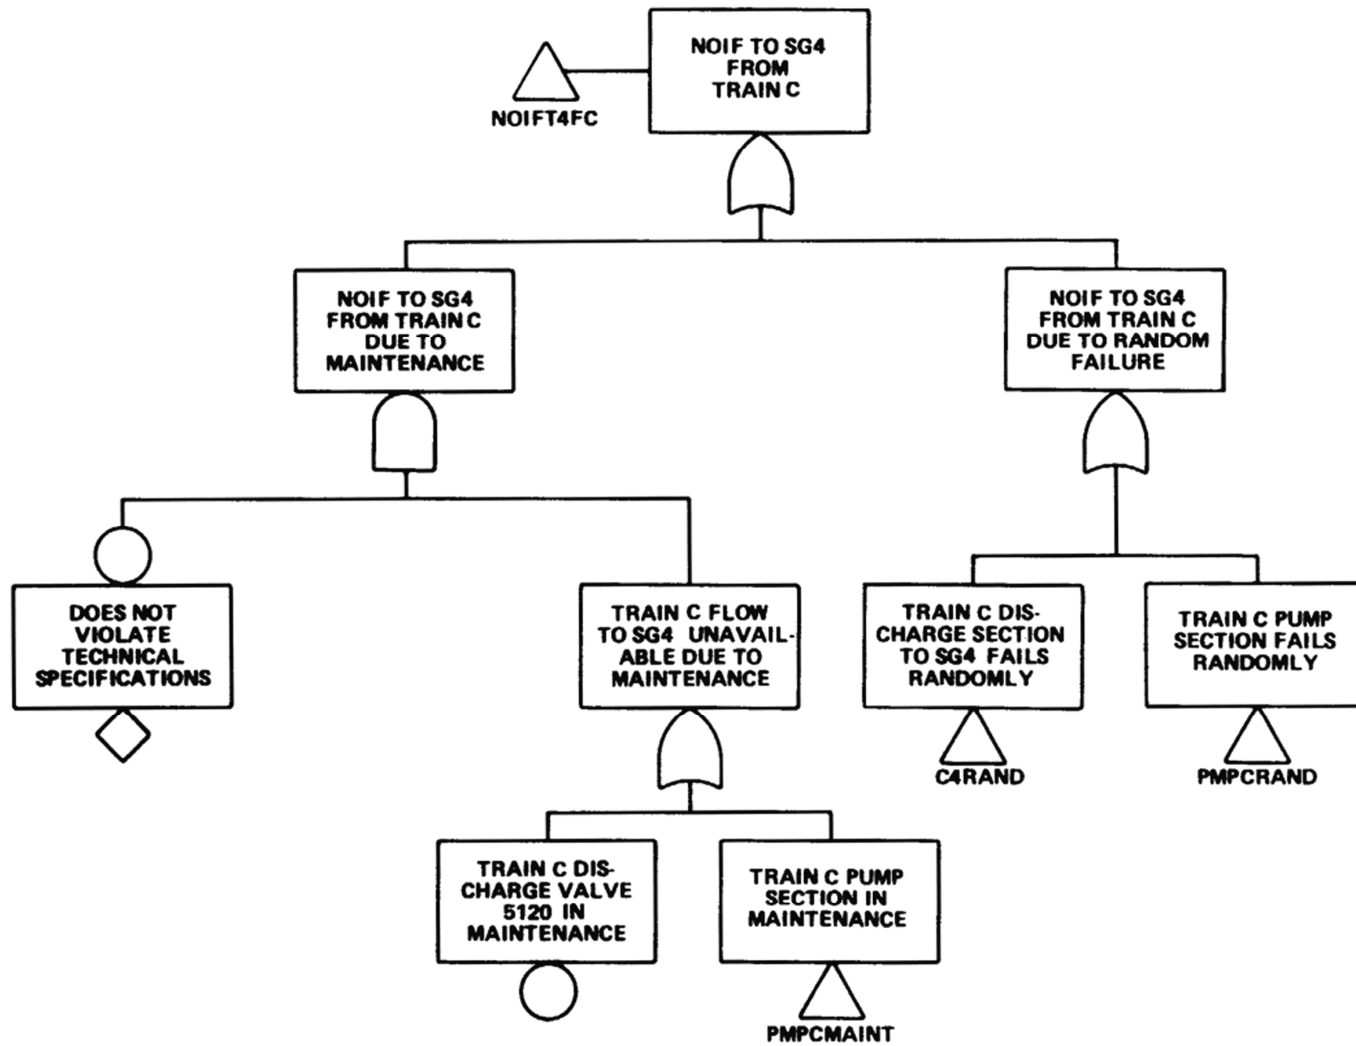 NOIF TO SG4
FROM
TRAIN C
NOIFT4FC
NOIF TO SG4
FROM TRAIN C
DUE TO
MAINTENANCE
NOIF TO SG4
FROM TRAIN C
DUE TO RANDOM
FAILURE
DOES NOT
VIOLATE
TECHNICAL
SPECIFICATIONS
TRAIN C FLOW
TO SG4 UNAVAIL-
ABLE DUE TO
MAINTENANCE
TRAIN C DIS-
CHARGE SECTION
TO SG4 FAILS
RANDOMLY
C4RAND
TRAIN C PUMP
SECTION FAILS
RANDOMLY
PMPCRAND
TRAIN C DIS-
CHARGE VALVE
5120 IN
MAINTENANCE
TRAIN C PUMP
SECTION IN
MAINTENANCE
PMPCMAINT